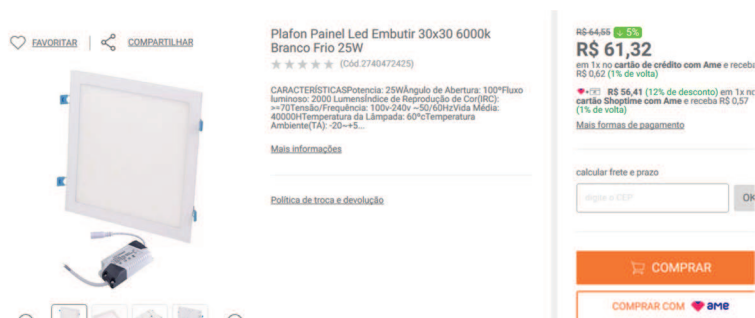 FAVORITAR
COMPARTILHAR
Plafon Painel Led Embutir 30x30 6000k
Branco Frio 25W
(Cód.2740472425)
CARACTERÍSTICASPotencia: 25WÂngulo de Abertura: 100ºFluxo
luminoso: 2000 LumensÍndice de Reprodução de Cor(IRC):
>=70Tensão/Frequência: 100v-240v ~50/60HzVida Média:
40000HTemperatura da Lâmpada: 60ºcTemperatura
Ambiente(TA): -20~+5...
Mais informações
Política de troca e devolução
R$ 64,55 5%
R$ 61,32
em 1x no cartão de crédito com Ame e receba
R$ 0,62 (1% de volta)
+ R$ 56,41 (12% de desconto) em 1x no
cartão Shoptime com Ame e receba R$ 0,57
(1% de volta)
Mais formas de pagamento
calcular frete e prazo
digite o CEP
OK
COMPRAR
COMPRAR COM ame